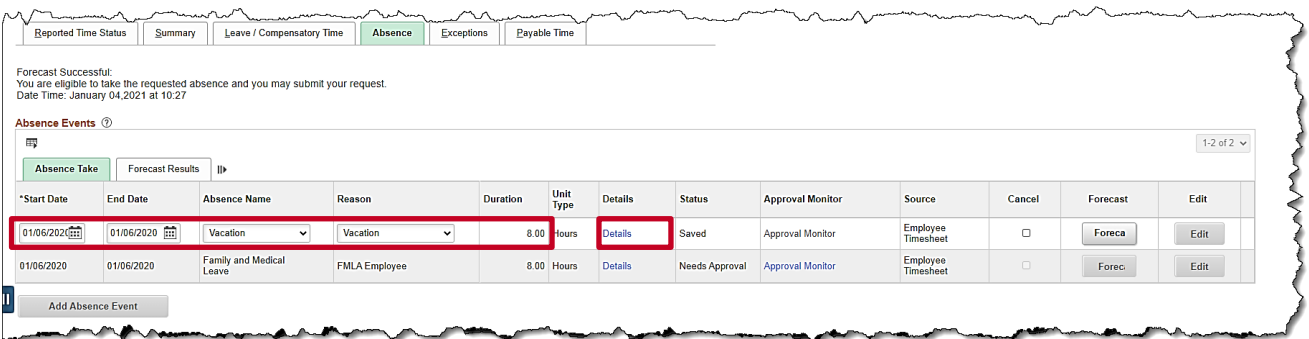 Reported Time Status Summary Leave / Compensatory Time Absence Exceptions Payable Time
Forecast Successful:
You are eligible to take the requested absence and you may submit your request.
Date Time: January 04,2021 at 10:27
Absence Events ?
1-2 of 2
Absence Take Forecast Results
*Start Date End Date Absence Name Reason Duration Unit Type Details Status Approval Monitor Source Cancel Forecast Edit
01/06/2020 01/06/2020 Vacation Vacation 8.00 Hours Details Saved Approval Monitor Employee Timesheet Foreca Edit
01/06/2020 01/06/2020 Family and Medical Leave FMLA Employee 8.00 Hours Details Needs Approval Approval Monitor Employee Timesheet Forec Edit
Add Absence Event